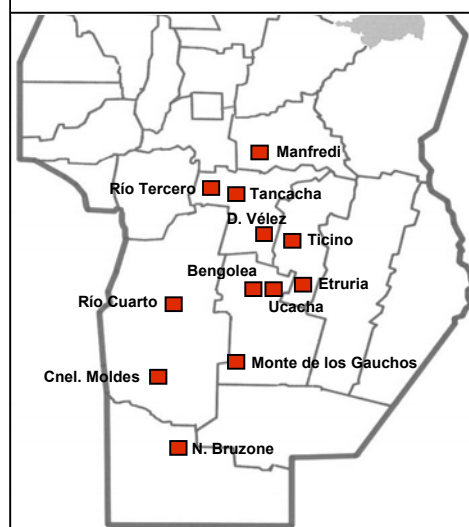 Manfredi
Río Tercero
Tancacha
D. Vélez
Ticino
Bengolea
Etruria
Ucacha
Río Cuarto
Monte de los Gauchos
Cnel. Moldes
N. Bruzone